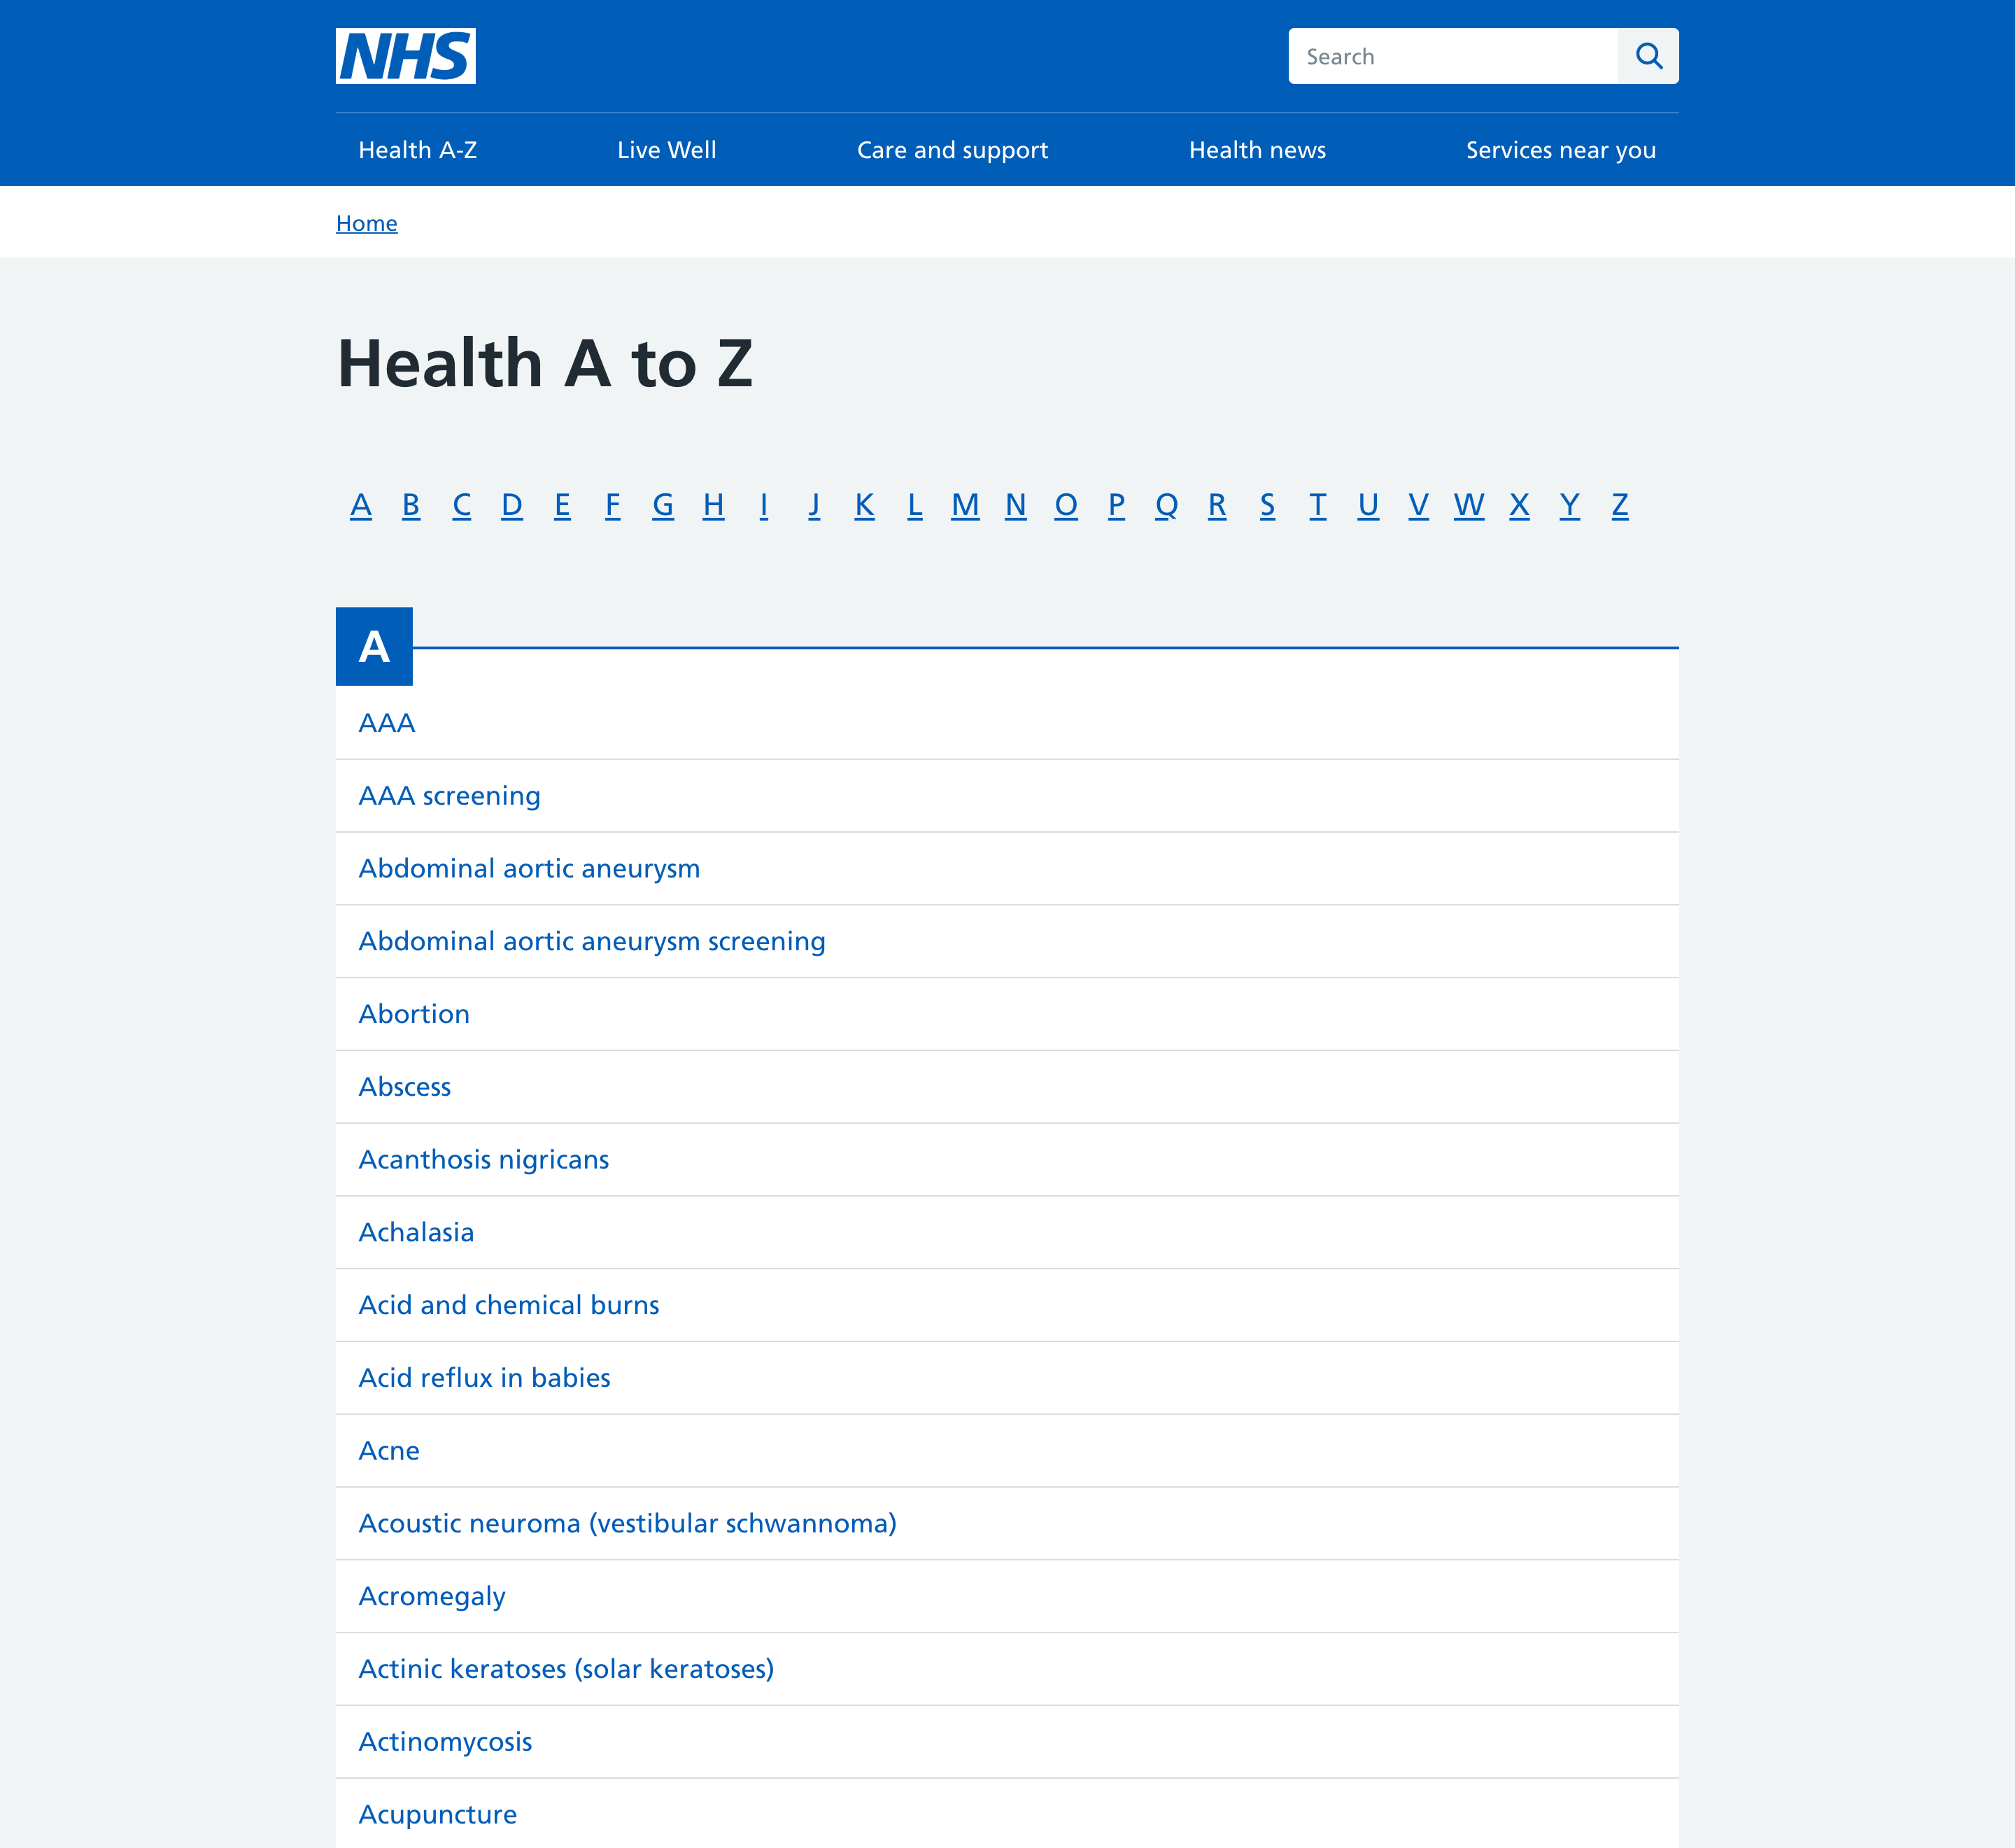 NHS
Search
Health A-Z Live Well Care and support Health news Services near you
Home
Health A to Z
A B C D E F G H I J K L M N O P Q R S T U V W X Y Z
A
AAA
AAA screening
Abdominal aortic aneurysm
Abdominal aortic aneurysm screening
Abortion
Abscess
Acanthosis nigricans
Achalasia
Acid and chemical burns
Acid reflux in babies
Acne
Acoustic neuroma (vestibular schwannoma)
Acromegaly
Actinic keratoses (solar keratoses)
Actinomycosis
Acupuncture